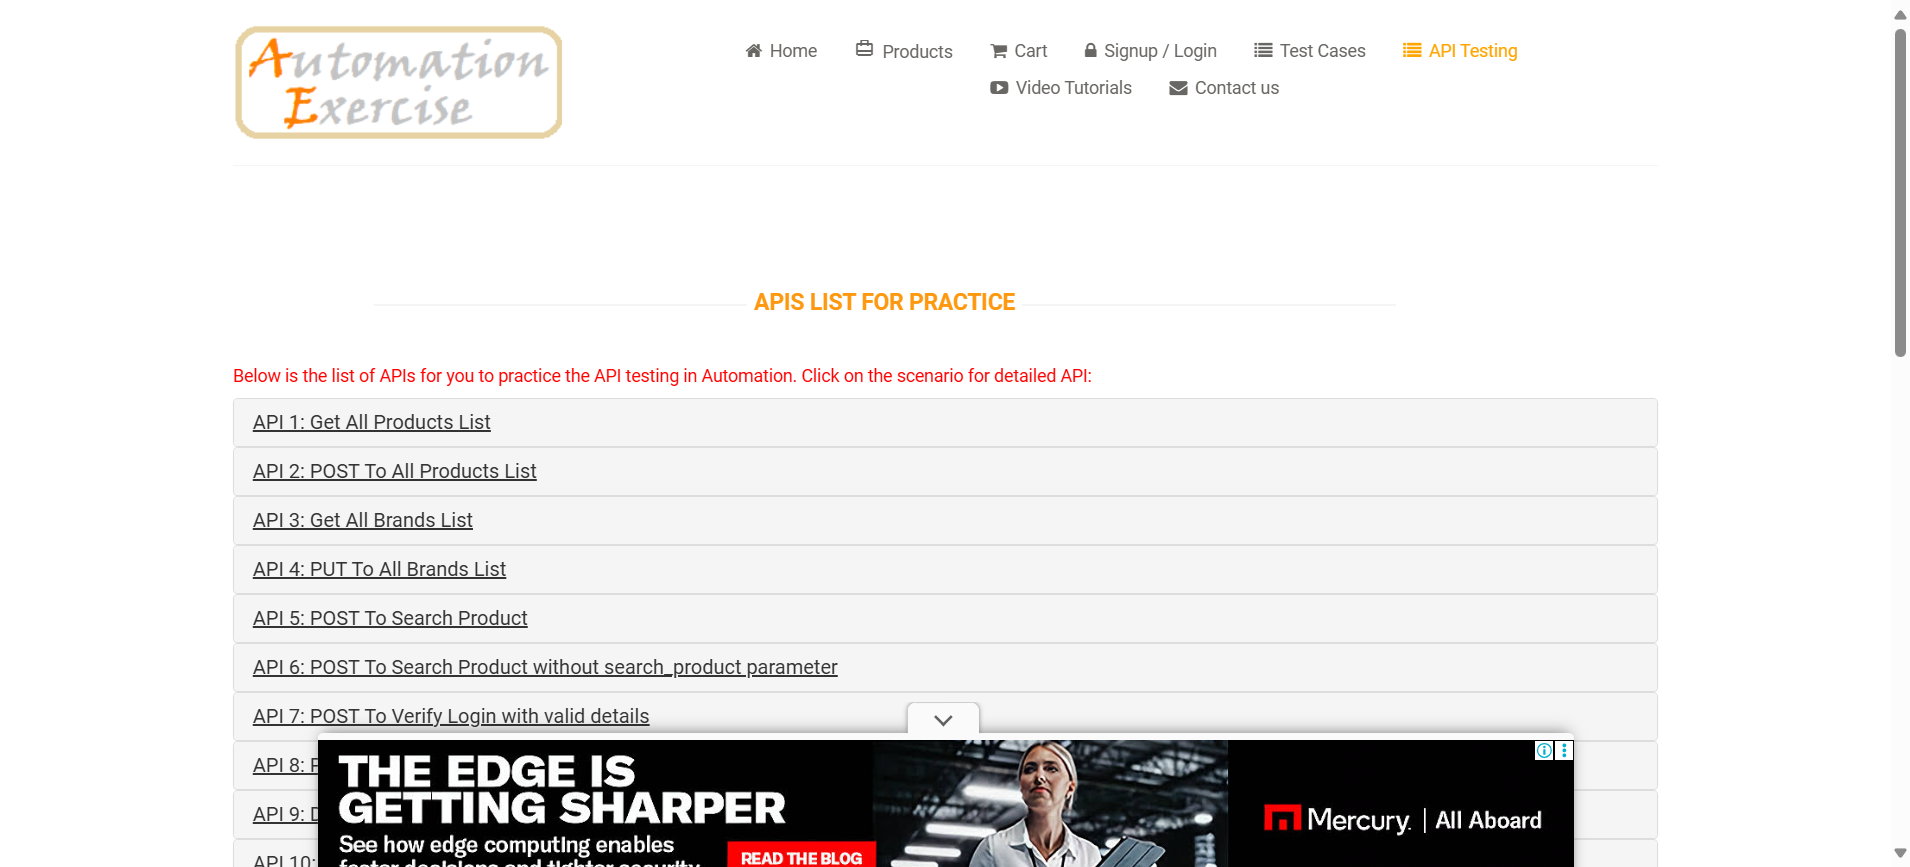 Automation
Exercise
Home
Products
Cart
Signup / Login
Test Cases
API Testing
Video Tutorials
Contact us
APIS LIST FOR PRACTICE
Below is the list of APIs for you to practice the API testing in Automation. Click on the scenario for detailed API:
API 1: Get All Products List
API 2: POST To All Products List
API 3: Get All Brands List
API 4: PUT To All Brands List
API 5: POST To Search Product
API 6: POST To Search Product without search_product parameter
API 7: POST To Verify Login with valid details
API 8:
API 9:
API 10:
THE EDGE IS
GETTING SHARPER
See how edge computing enables
faster decisions and tighter security
READ THE BLOG
Mercury. | All Aboard